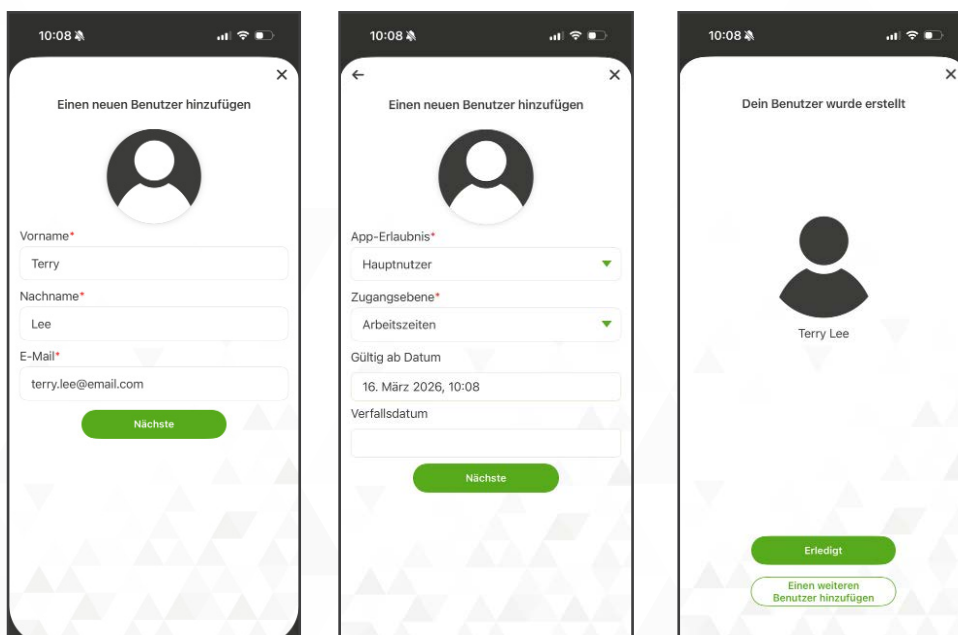 10:08
Einen neuen Benutzer hinzufügen
Vorname*
Terry
Nachname*
Lee
E-Mail*
terry.lee@email.com
Nächste
10:08
Einen neuen Benutzer hinzufügen
App-Erlaubnis*
Hauptnutzer
Zugangsebene*
Arbeitszeiten
Gültig ab Datum
16. März 2026, 10:08
Verfallsdatum
Nächste
10:08
Dein Benutzer wurde erstellt
Terry Lee
Erledigt
Einen weiteren
Benutzer hinzufügen